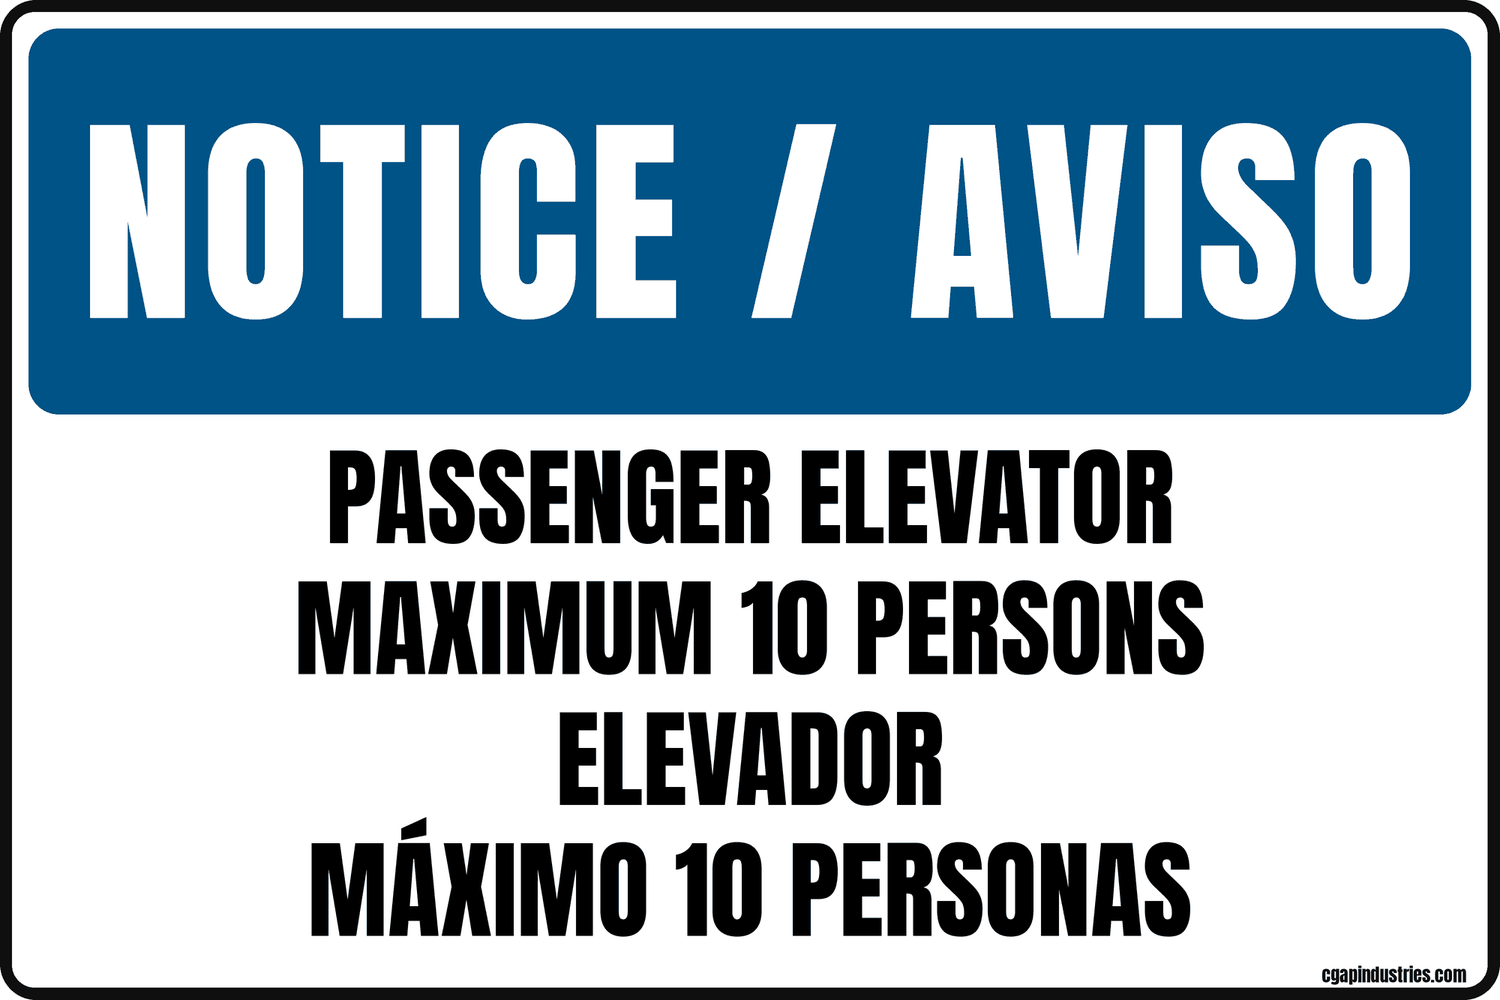 NOTICE / AVISO
PASSENGER ELEVATOR
MAXIMUM 10 PERSONS
ELEVADOR
MÁXIMO 10 PERSONAS
cgapindustries.com